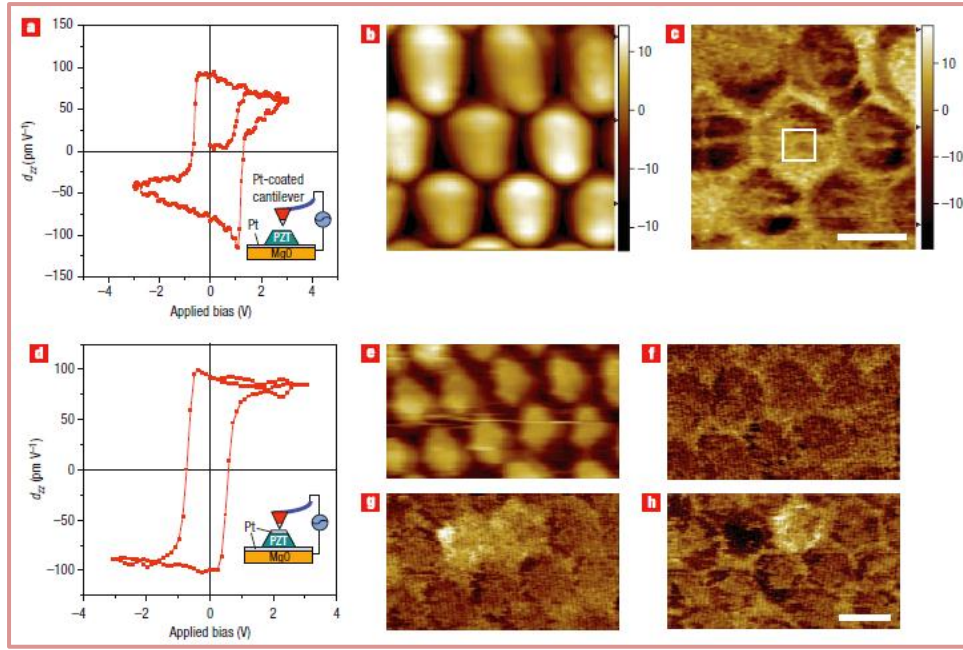 a
150
100
50
0
−50
−100
−150
−4
−2
0
2
4
dzz (pm V−1)
Applied bias (V)
Pt-coated
cantilever
Pt
PZT
MgO
b
10
0
−10
−10
c
10
0
−10
−10
d
100
50
0
−50
−100
−4
−2
0
2
4
dzz (pm V−1)
Applied bias (V)
Pt
PZT
MgO
e
f
g
h